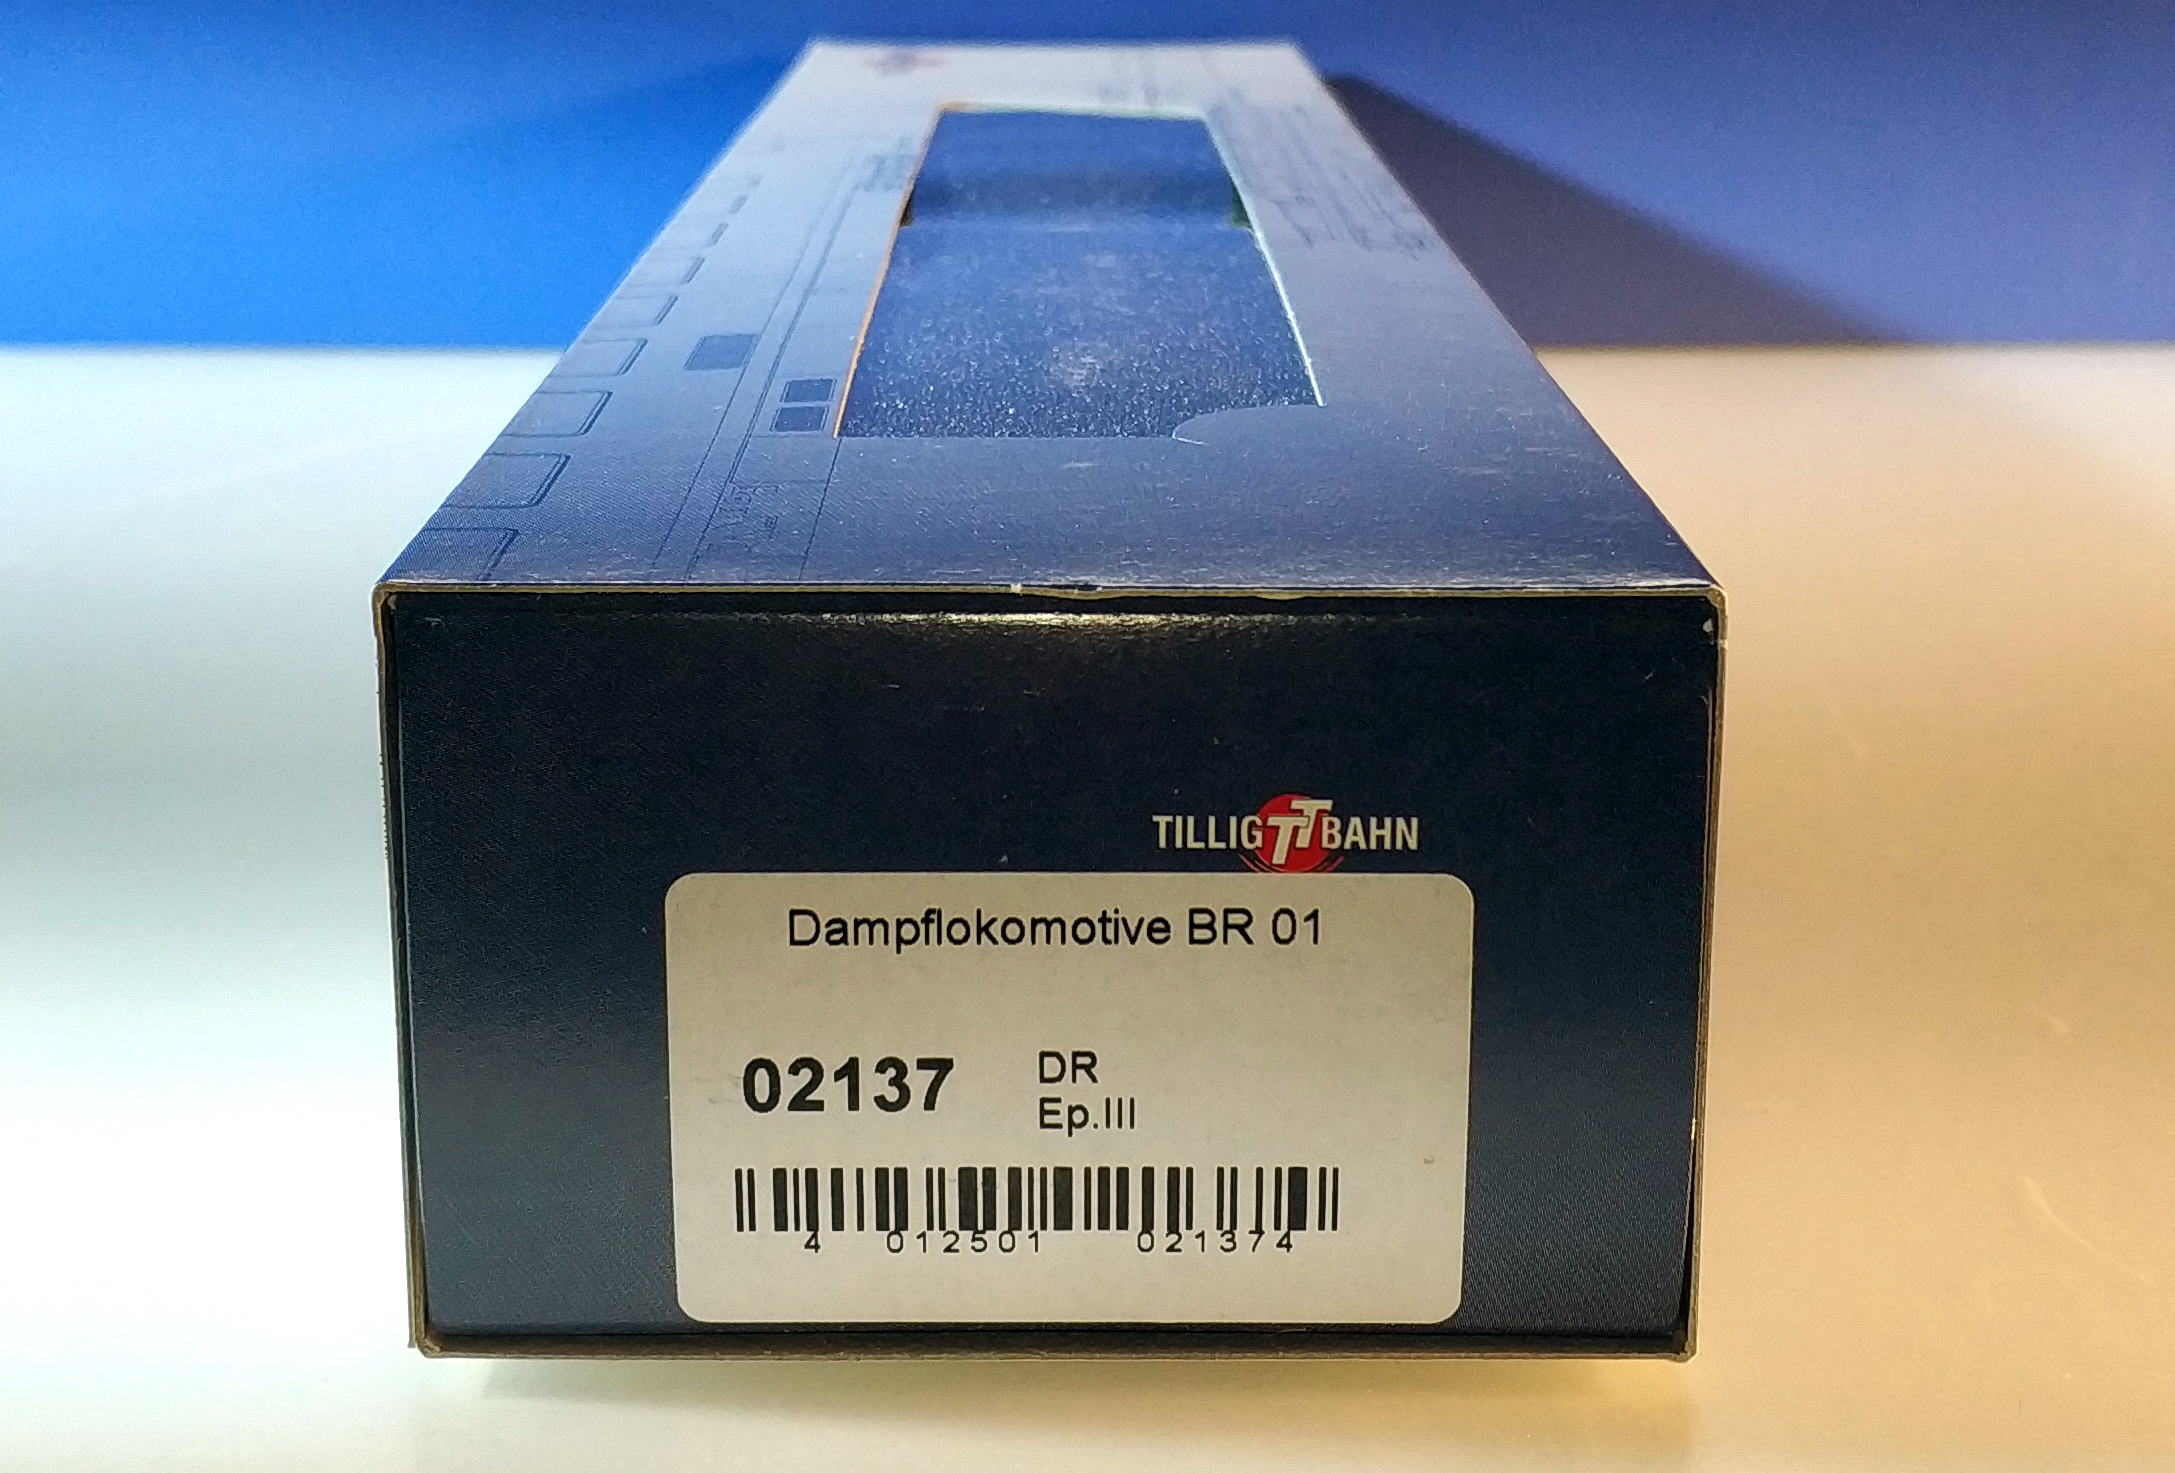 TILLIG TT BAHN
Dampflokomotive BR 01
02137
DR
Ep.III
4 012501 021374